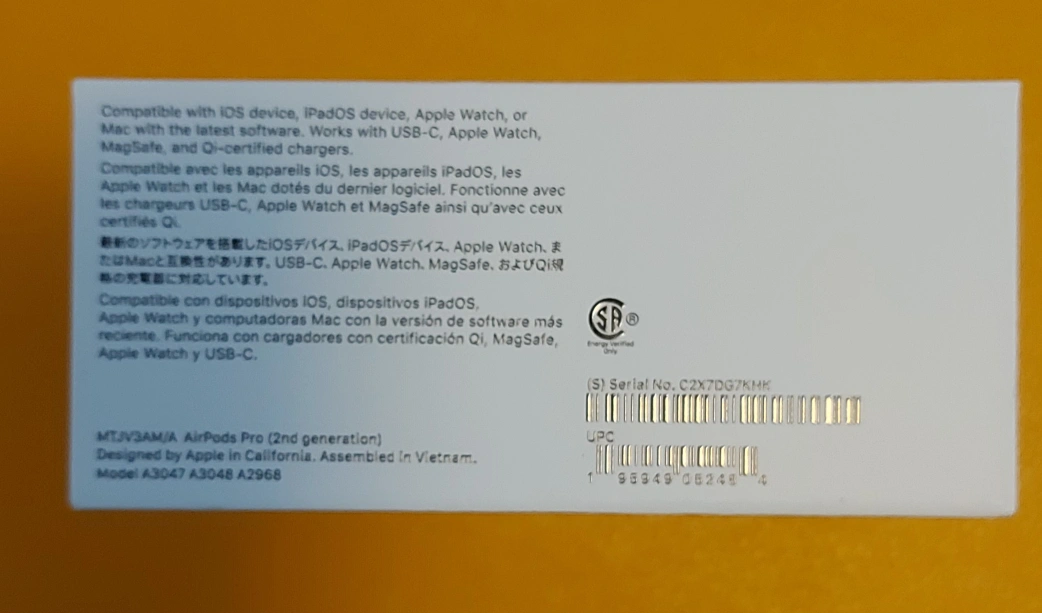 Compatible with iOS device, iPadOS device, Apple Watch, or
Mac with the latest software. Works with USB-C, Apple Watch,
MagSafe, and Qi-certified chargers.
Compatible avec les appareils iOS, les appareils iPadOS, les
Apple Watch et les Mac dotés du dernier logiciel. Fonctionne avec
les chargeurs USB-C, Apple Watch et MagSafe ainsi qu'avec ceux
certifiés Qi.
最新のソフトウェアを搭載したiOSデバイス、iPadOSデバイス、Apple Watch、ま
たはMacと互換性があります。USB-C、Apple Watch、MagSafe、およびQi規
格の充電器に対応しています。
Compatible con dispositivos iOS, dispositivos iPadOS,
Apple Watch y computadoras Mac con la versión de software más
reciente. Funciona con cargadores con certificación Qi, MagSafe,
Apple Watch y USB-C.
MTJV3AM/A AirPods Pro (2nd generation)
Designed by Apple in California. Assembled in Vietnam.
Model A3047 A3048 A2968
SA ®
Energy Verified
Only
(S) Serial No. C2X7DG7KMK
UPC
1